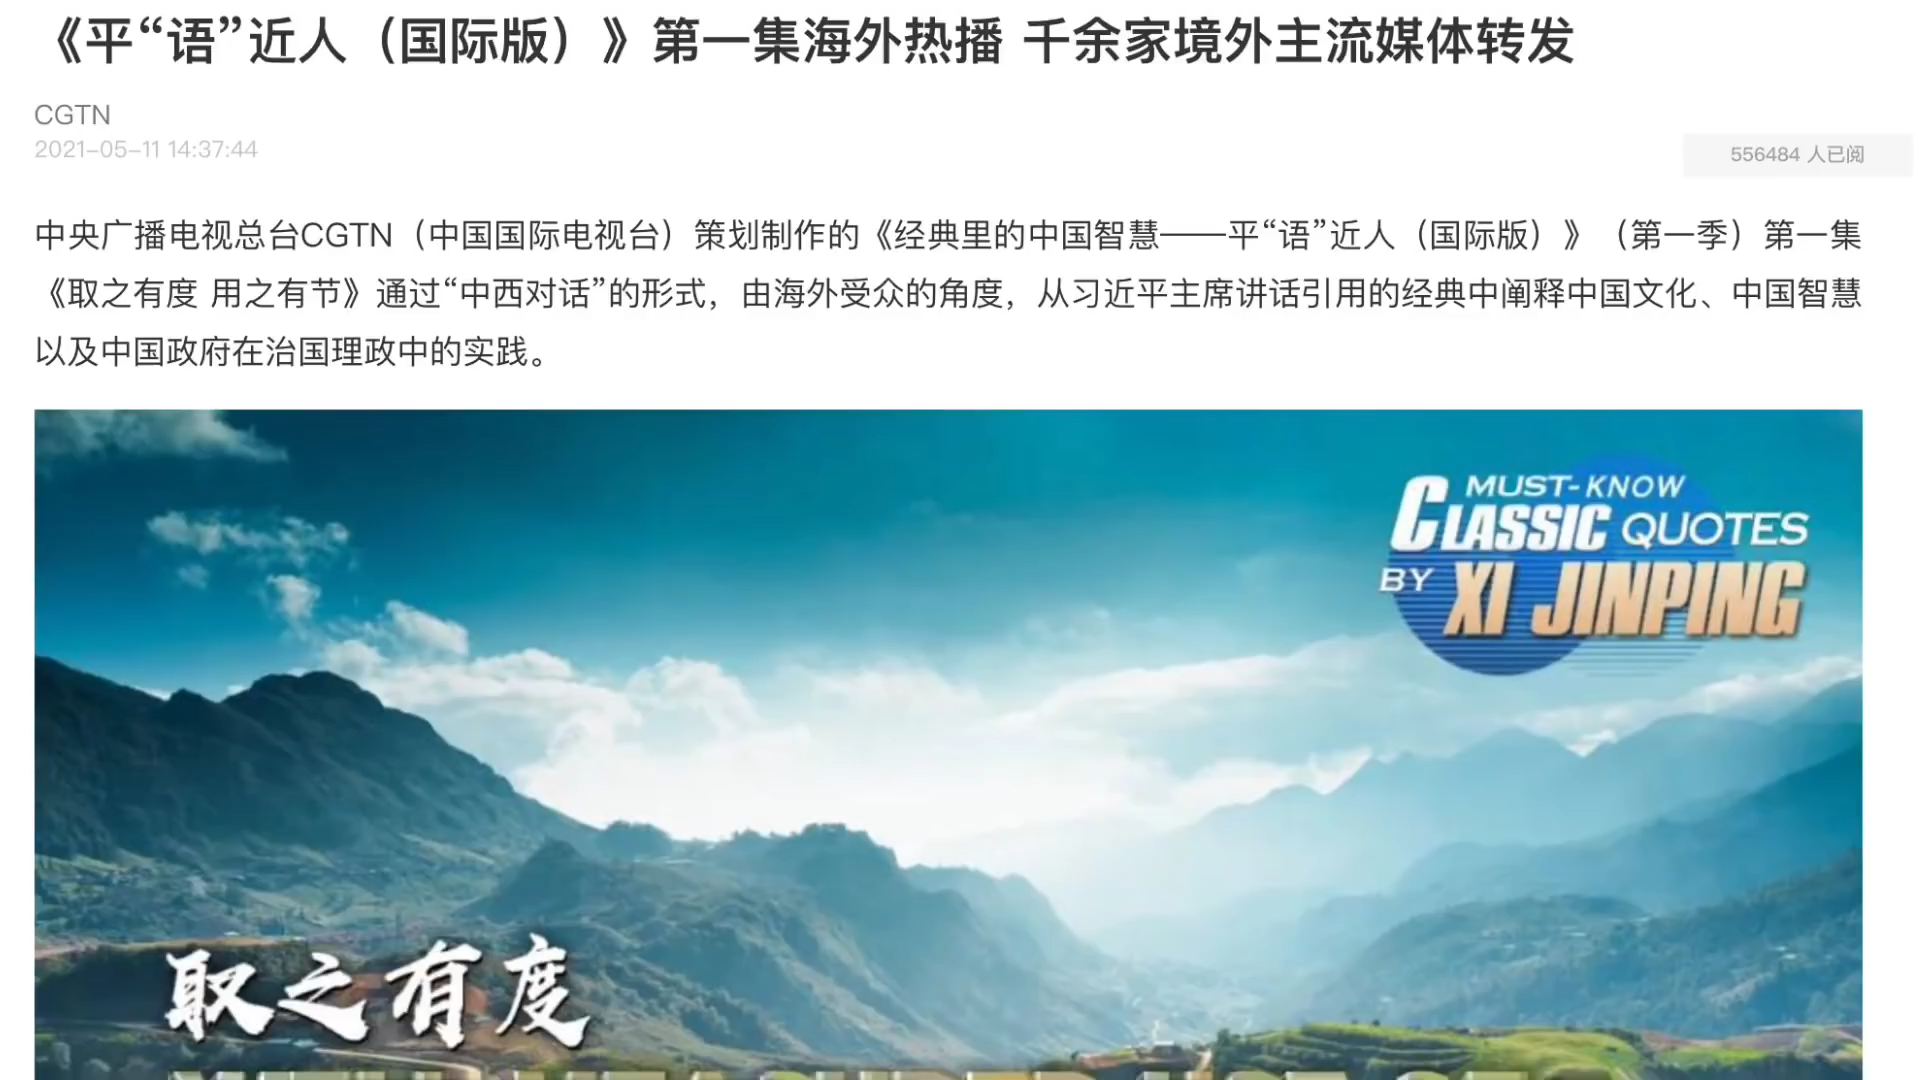 《平“语”近人（国际版）》第一集海外热播 千余家境外主流媒体转发
CGTN
2021-05-11 14:37:44
556484 人已阅
中央广播电视总台CGTN（中国国际电视台）策划制作的《经典里的中国智慧——平“语”近人（国际版）》（第一季）第一集
《取之有度 用之有节》通过“中西对话”的形式，由海外受众的角度，从习近平主席讲话引用的经典中阐释中国文化、中国智慧
以及中国政府在治国理政中的实践。
MUST-KNOW
CLASSIC QUOTES
BY XI JINPING
取之有度